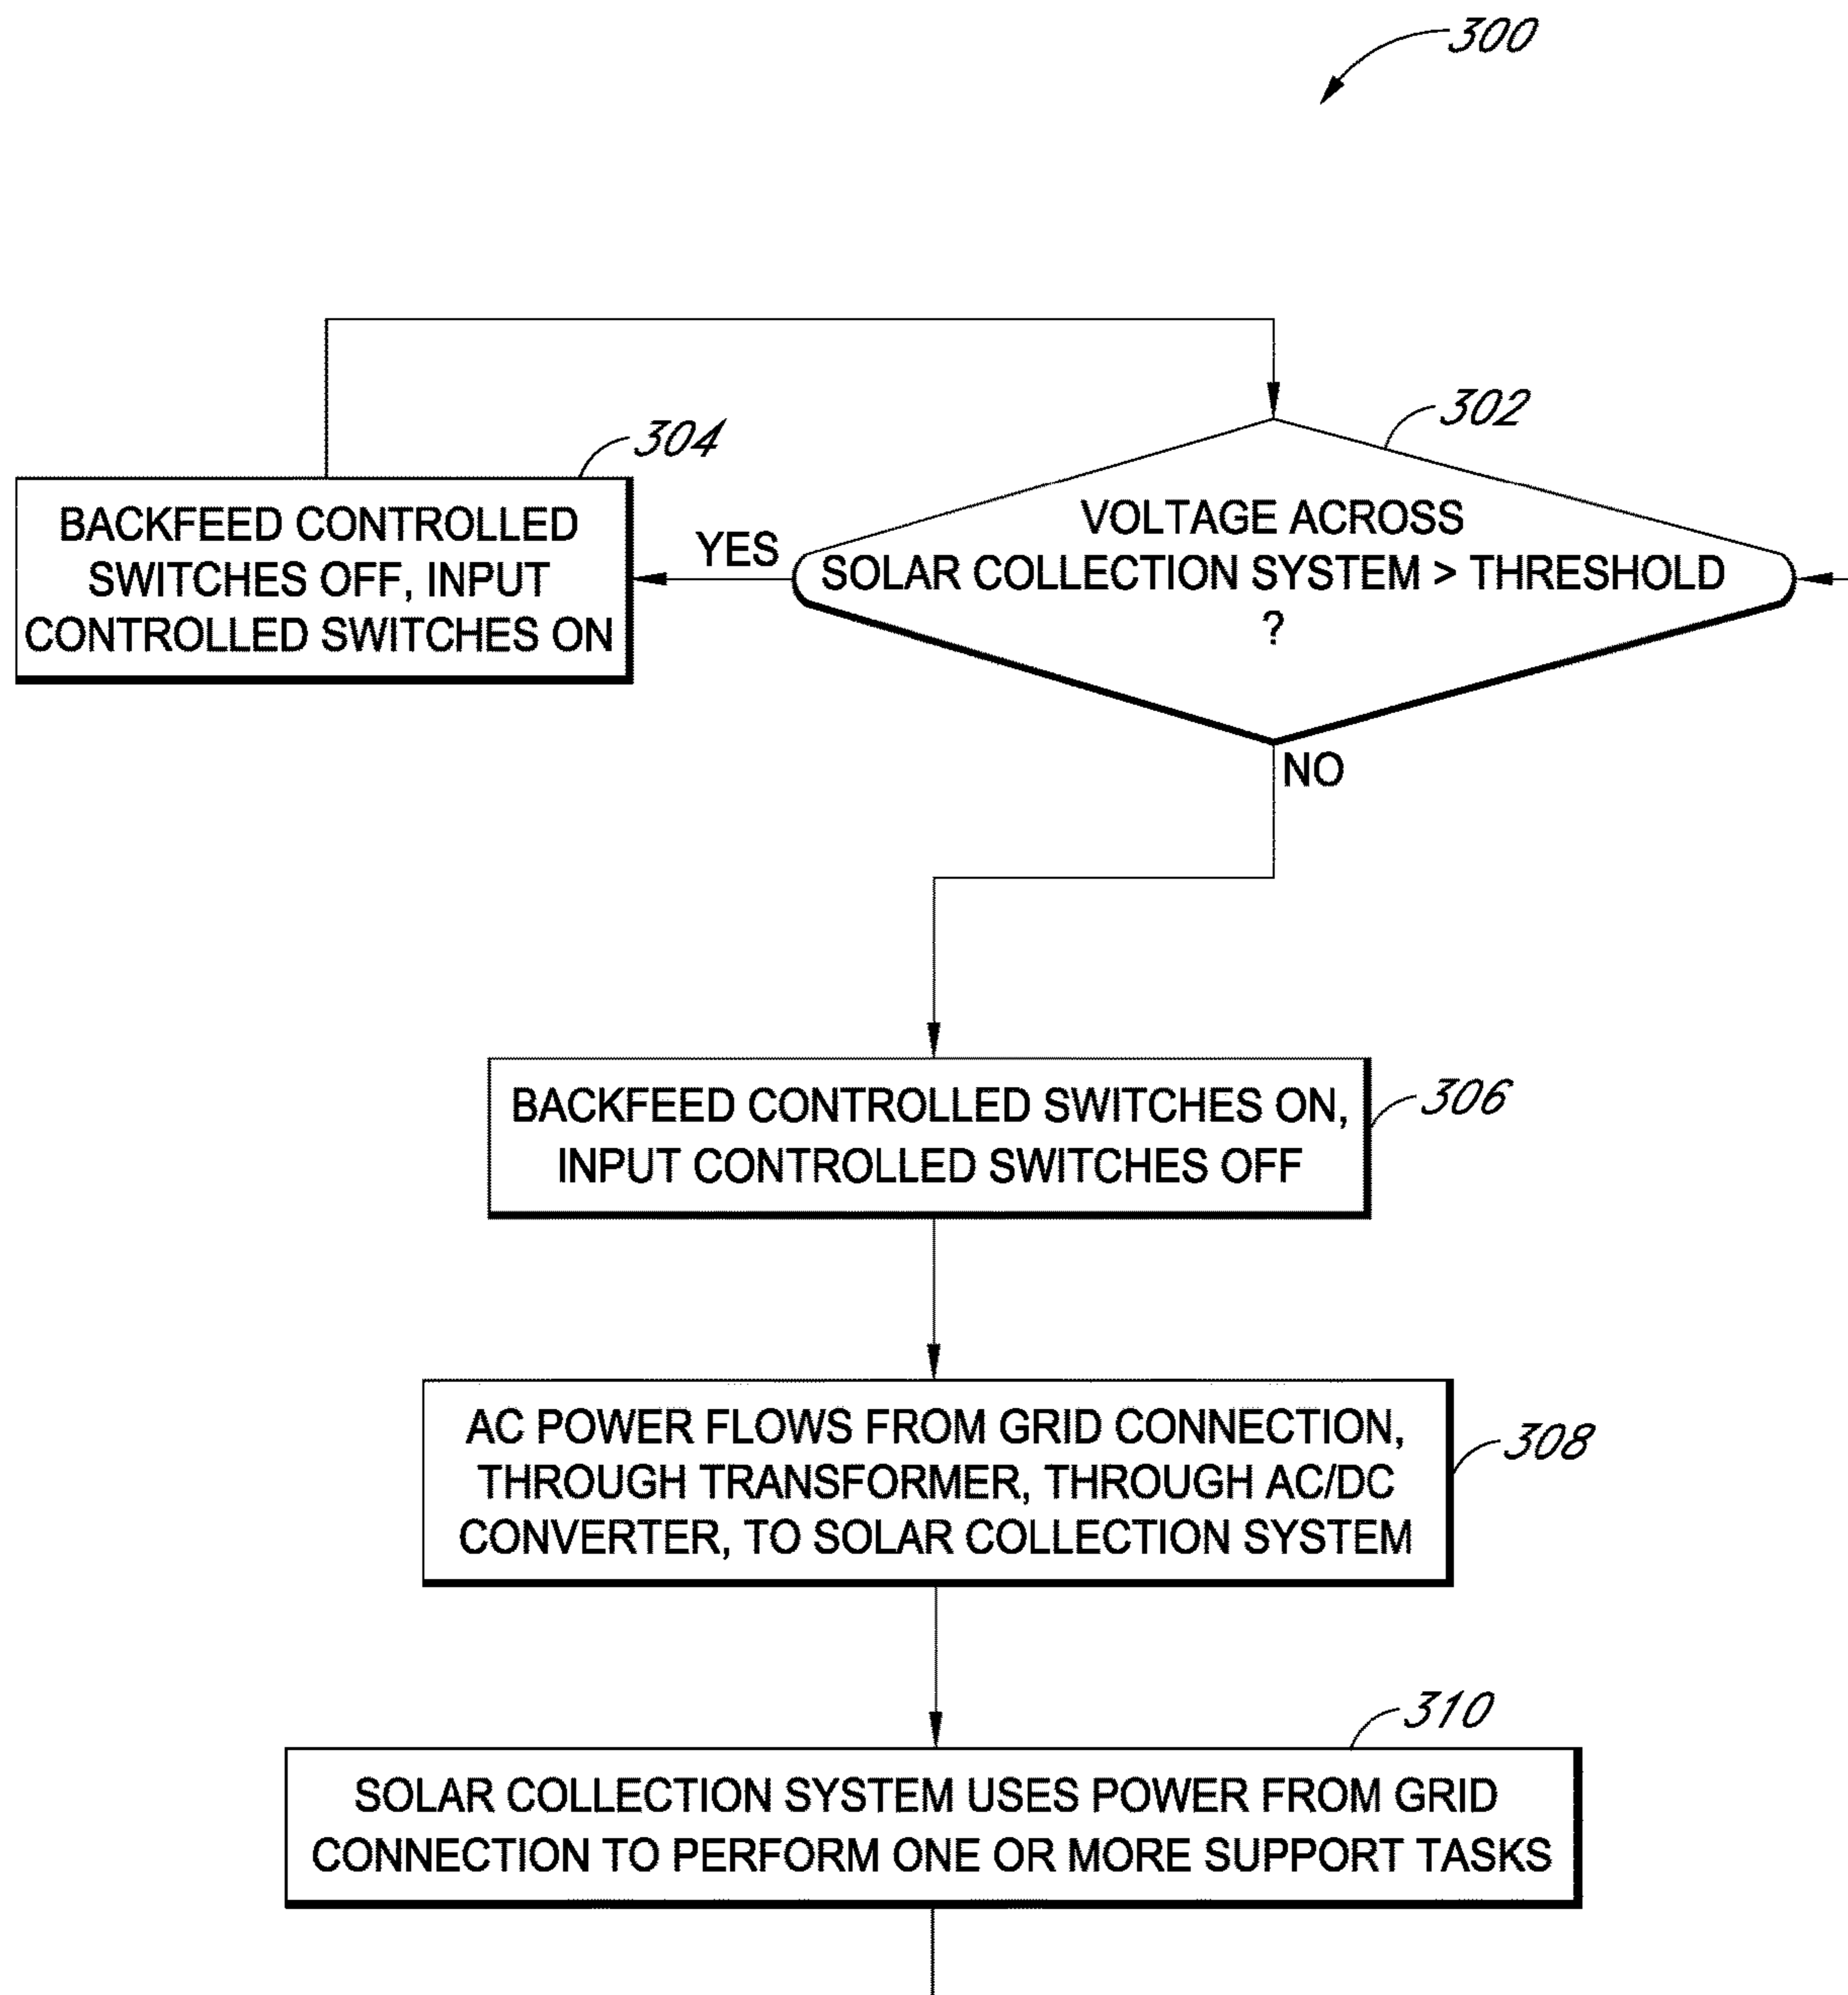 300
302
304
VOLTAGE ACROSS
SOLAR COLLECTION SYSTEM > THRESHOLD
?
YES
BACKFEED CONTROLLED
SWITCHES OFF, INPUT
CONTROLLED SWITCHES ON
NO
306
BACKFEED CONTROLLED SWITCHES ON,
INPUT CONTROLLED SWITCHES OFF
308
AC POWER FLOWS FROM GRID CONNECTION,
THROUGH TRANSFORMER, THROUGH AC/DC
CONVERTER, TO SOLAR COLLECTION SYSTEM
310
SOLAR COLLECTION SYSTEM USES POWER FROM GRID
CONNECTION TO PERFORM ONE OR MORE SUPPORT TASKS